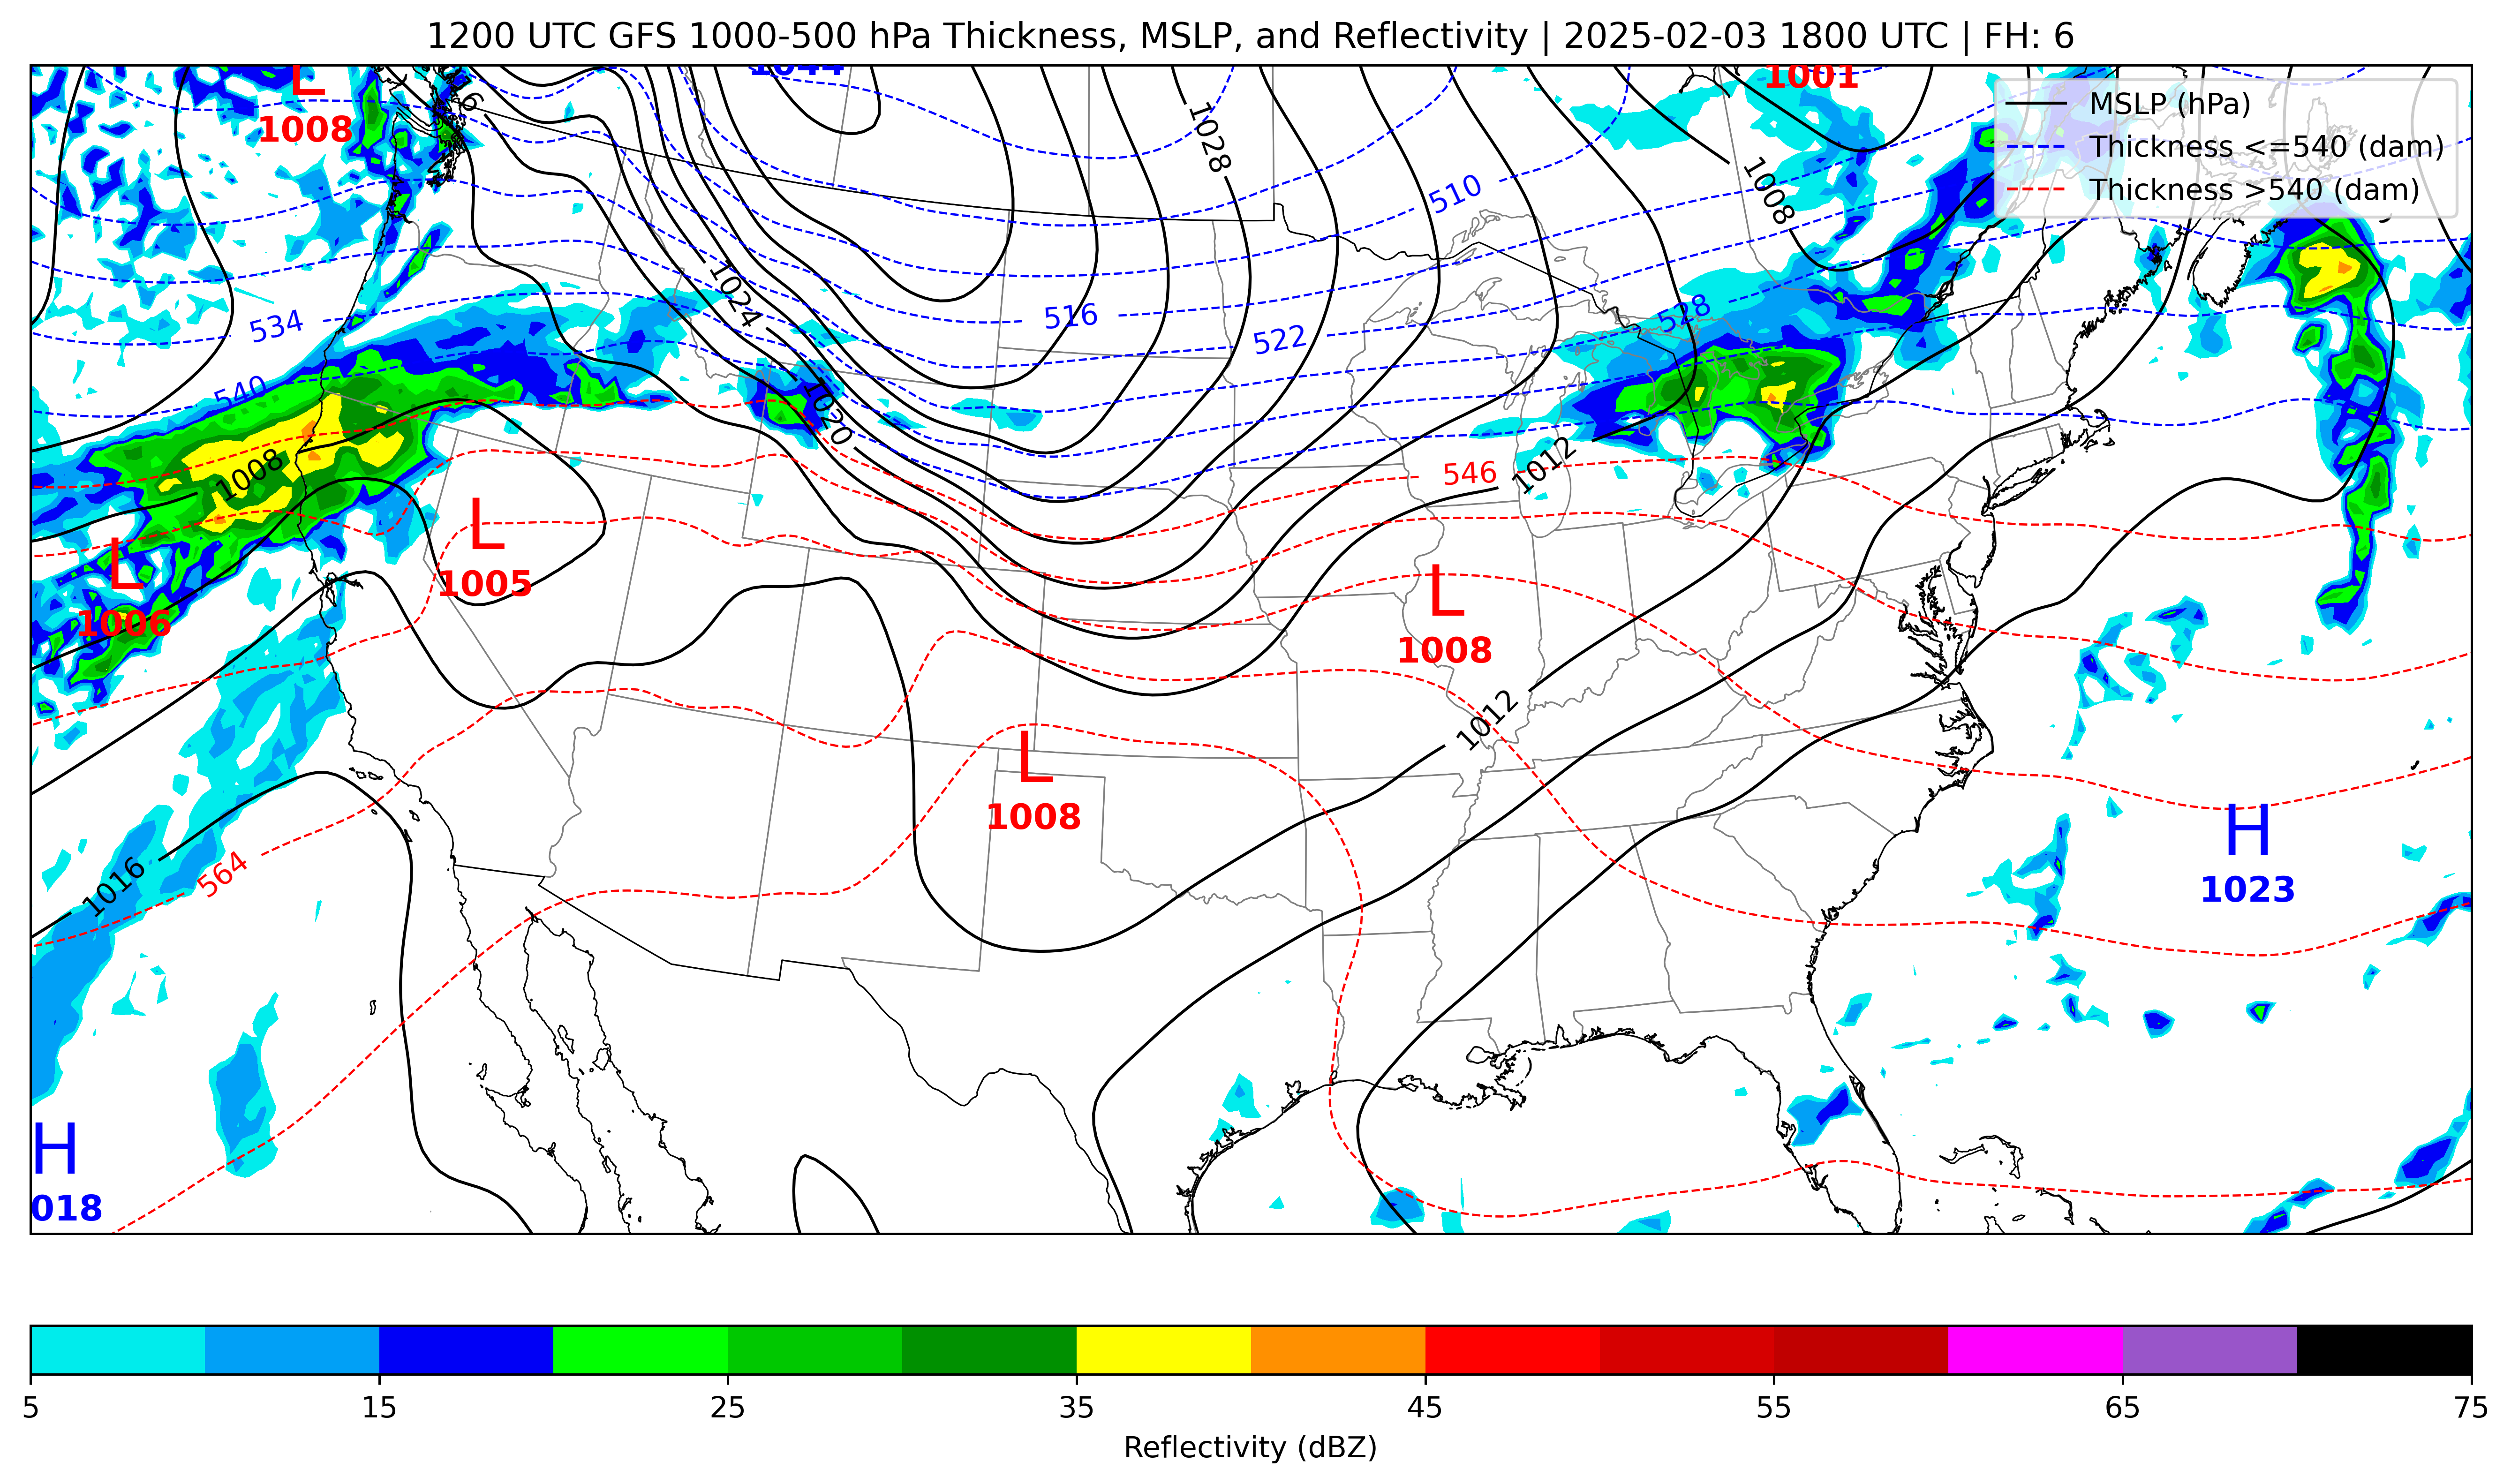 1200 UTC GFS 1000-500 hPa Thickness, MSLP, and Reflectivity | 2025-02-03 1800 UTC | FH: 6
L
1008
1044
1001
MSLP (hPa)
Thickness <=540 (dam)
Thickness >540 (dam)
1028
510
1008
1024
516
522
528
534
540
1020
1008
546
1012
L
1005
L
1006
L
1008
1012
L
1008
H
1023
1016
564
H
018
5 15 25 35 45 55 65 75
Reflectivity (dBZ)